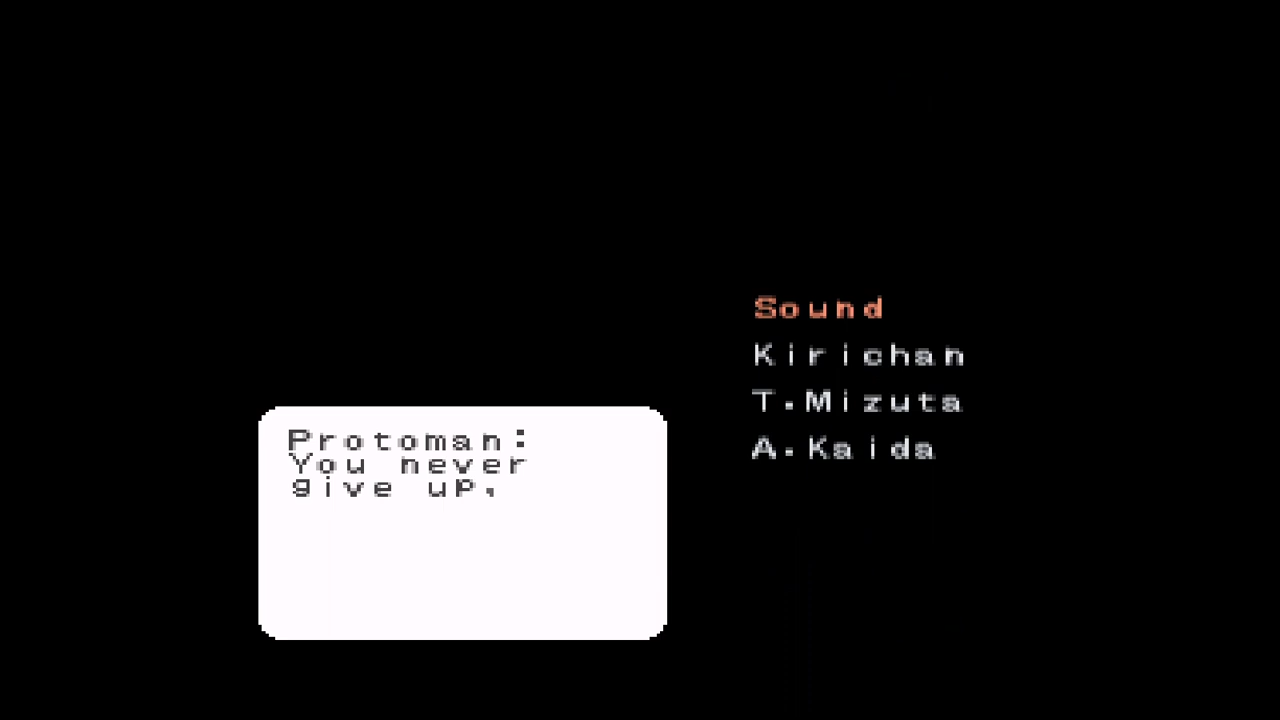 Sound
Kirichan
T.Mizuta
A.Kaida
Protoman:
You never
give up,